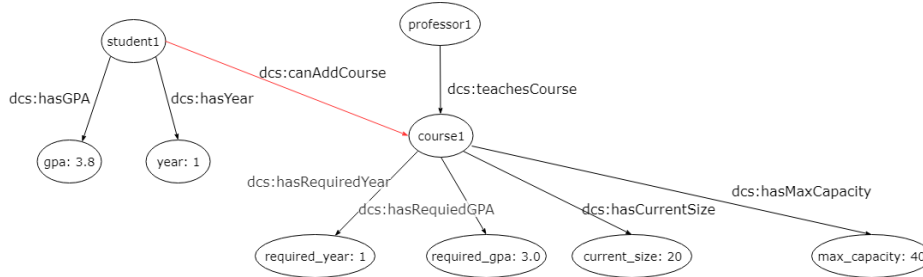 professor1
student1
dcs:canAddCourse
dcs:hasGPA
dcs:hasYear
dcs:teachesCourse
course1
gpa: 3.8
year: 1
dcs:hasRequiredYear
dcs:hasMaxCapacity
dcs:hasRequiedGPA
dcs:hasCurrentSize
required_year: 1
required_gpa: 3.0
current_size: 20
max_capacity: 40